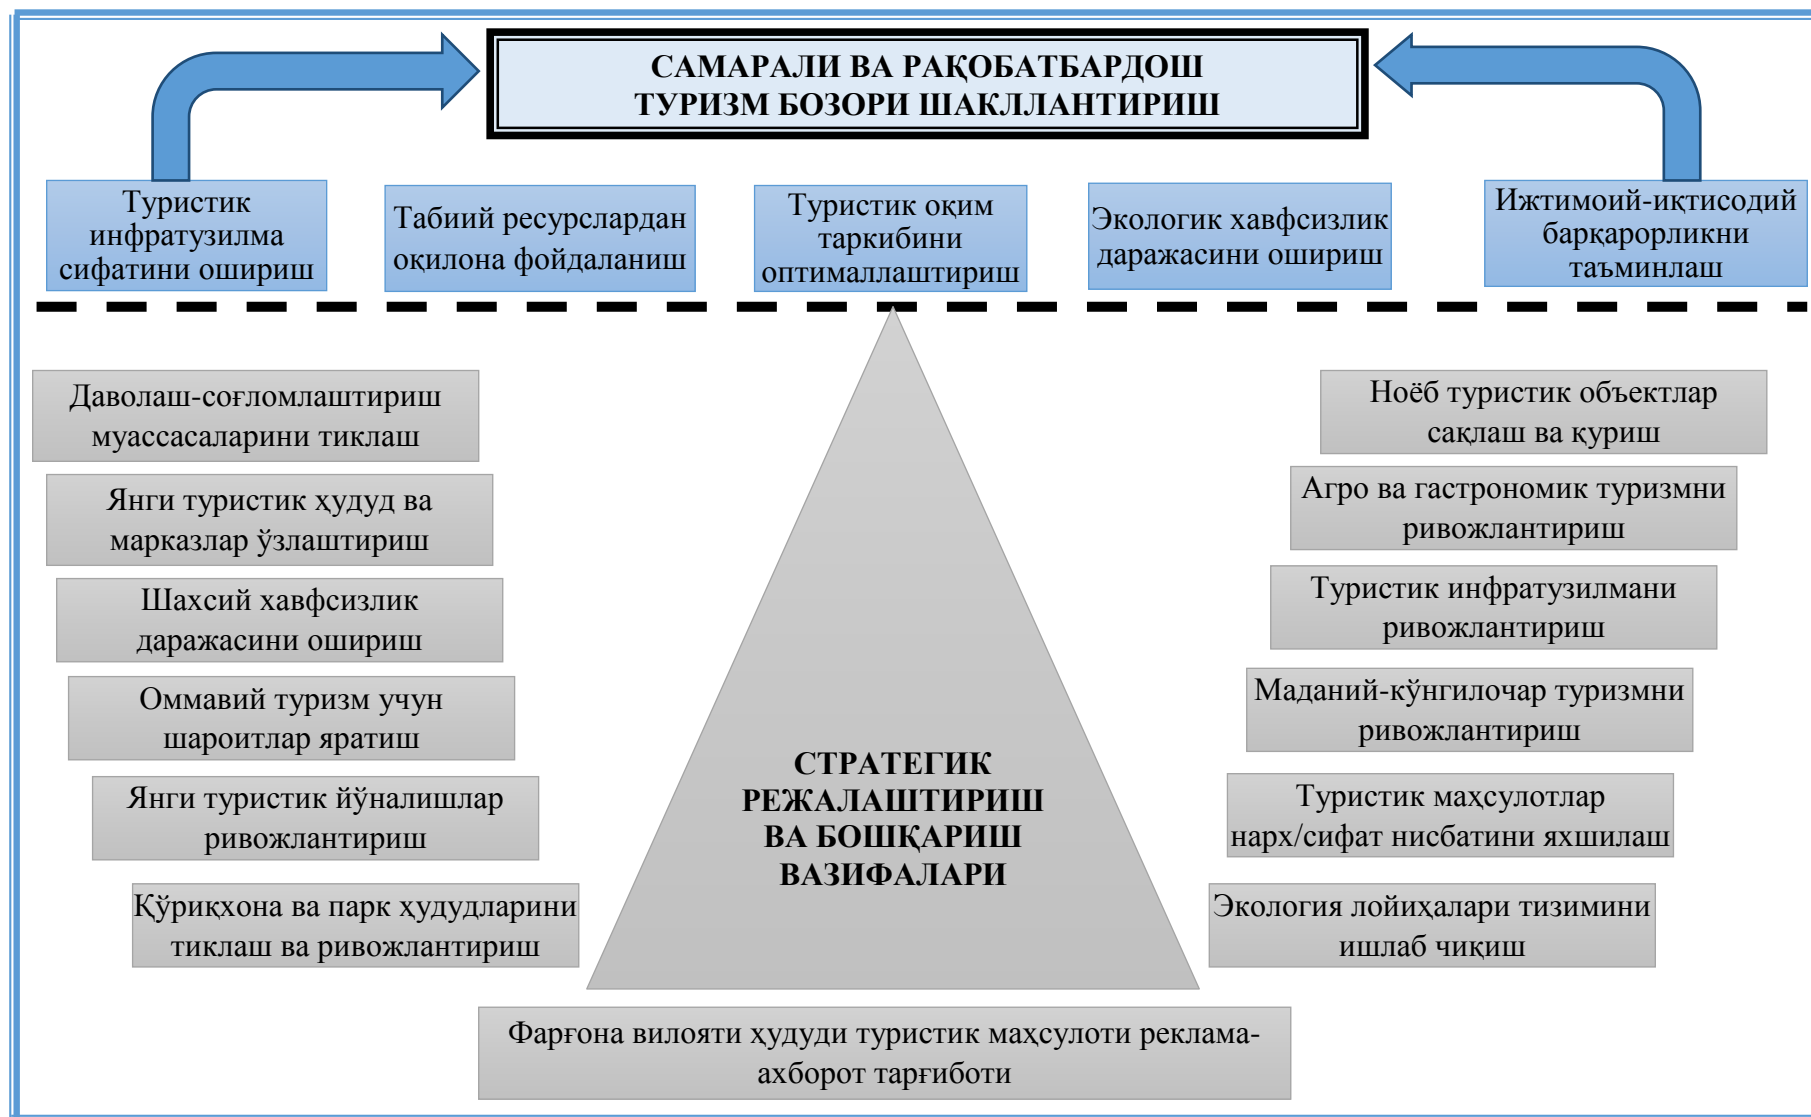 САМАРАЛИ ВА РАҚОБАТБАРДОШ
ТУРИЗМ БОЗОРИ ШАКЛЛАНТИРИШ
Туристик
инфратузилма
сифатини ошириш
Табиий ресурслардан
оқилона фойдаланиш
Туристик оқим
таркибини
оптималлаштириш
Экологик хавфсизлик
даражасини ошириш
Ижтимоий-иқтисодий
барқарорликни
таъминлаш
Даволаш-соғломлаштириш
муассасаларини тиклаш
Янги туристик ҳудуд ва
марказлар ўзлаштириш
Шахсий хавфсизлик
даражасини ошириш
Оммавий туризм учун
шароитлар яратиш
Янги туристик йўналишлар
ривожлантириш
Қўриқхона ва парк ҳудудларини
тиклаш ва ривожлантириш
СТРАТЕГИК
РЕЖАЛАШТИРИШ
ВА БОШҚАРИШ
ВАЗИФАЛАРИ
Ноёб туристик объектлар
сақлаш ва қуриш
Агро ва гастрономик туризмни
ривожлантириш
Туристик инфратузилмани
ривожлантириш
Маданий-кўнгилочар туризмни
ривожлантириш
Туристик маҳсулотлар
нарх/сифат нисбатини яхшилаш
Экология лойиҳалари тизимини
ишлаб чиқиш
Фарғона вилояти ҳудуди туристик маҳсулоти реклама-
ахборот тарғиботи